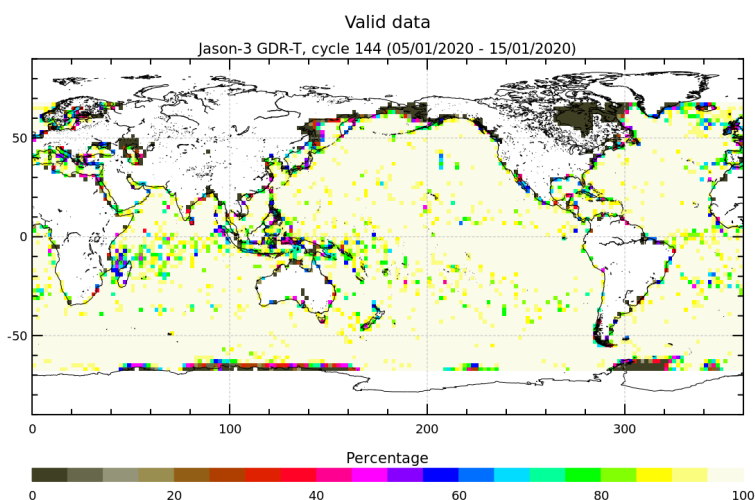 Valid data
Jason-3 GDR-T, cycle 144 (05/01/2020 - 15/01/2020)
50
0
-50
0 100 200 300
Percentage
0 20 40 60 80 100